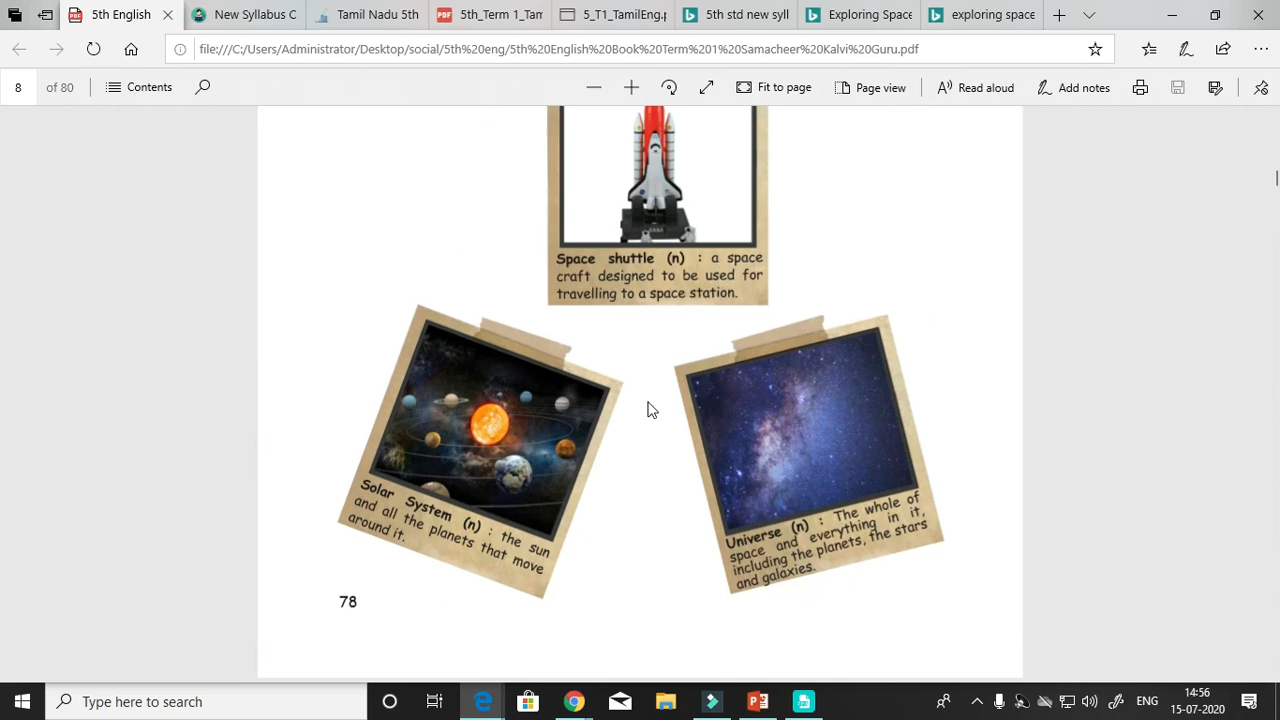 5th English
New Syllabus C
Tamil Nadu 5th
5th_Term1_Tam
5_T1_TamilEng.p
5th std new syll
Exploring Space
exploring space
file:///C:/Users/Administrator/Desktop/social/5th%20eng/5th%20English%20Book%20Term%201%20Samacheer%20Kalvi%20Guru.pdf
8 of 80
Contents
Fit to page
Page view
Read aloud
Add notes
NASA
Space shuttle (n) : a space
craft designed to be used for
travelling to a space station.
Solar System (n) : the sun
and all the planets that move
around it.
Universe (n) : The whole of
space and everything in it,
including the planets, the stars
and galaxies.
78
Type here to search
ENG
14:56
15-07-2020